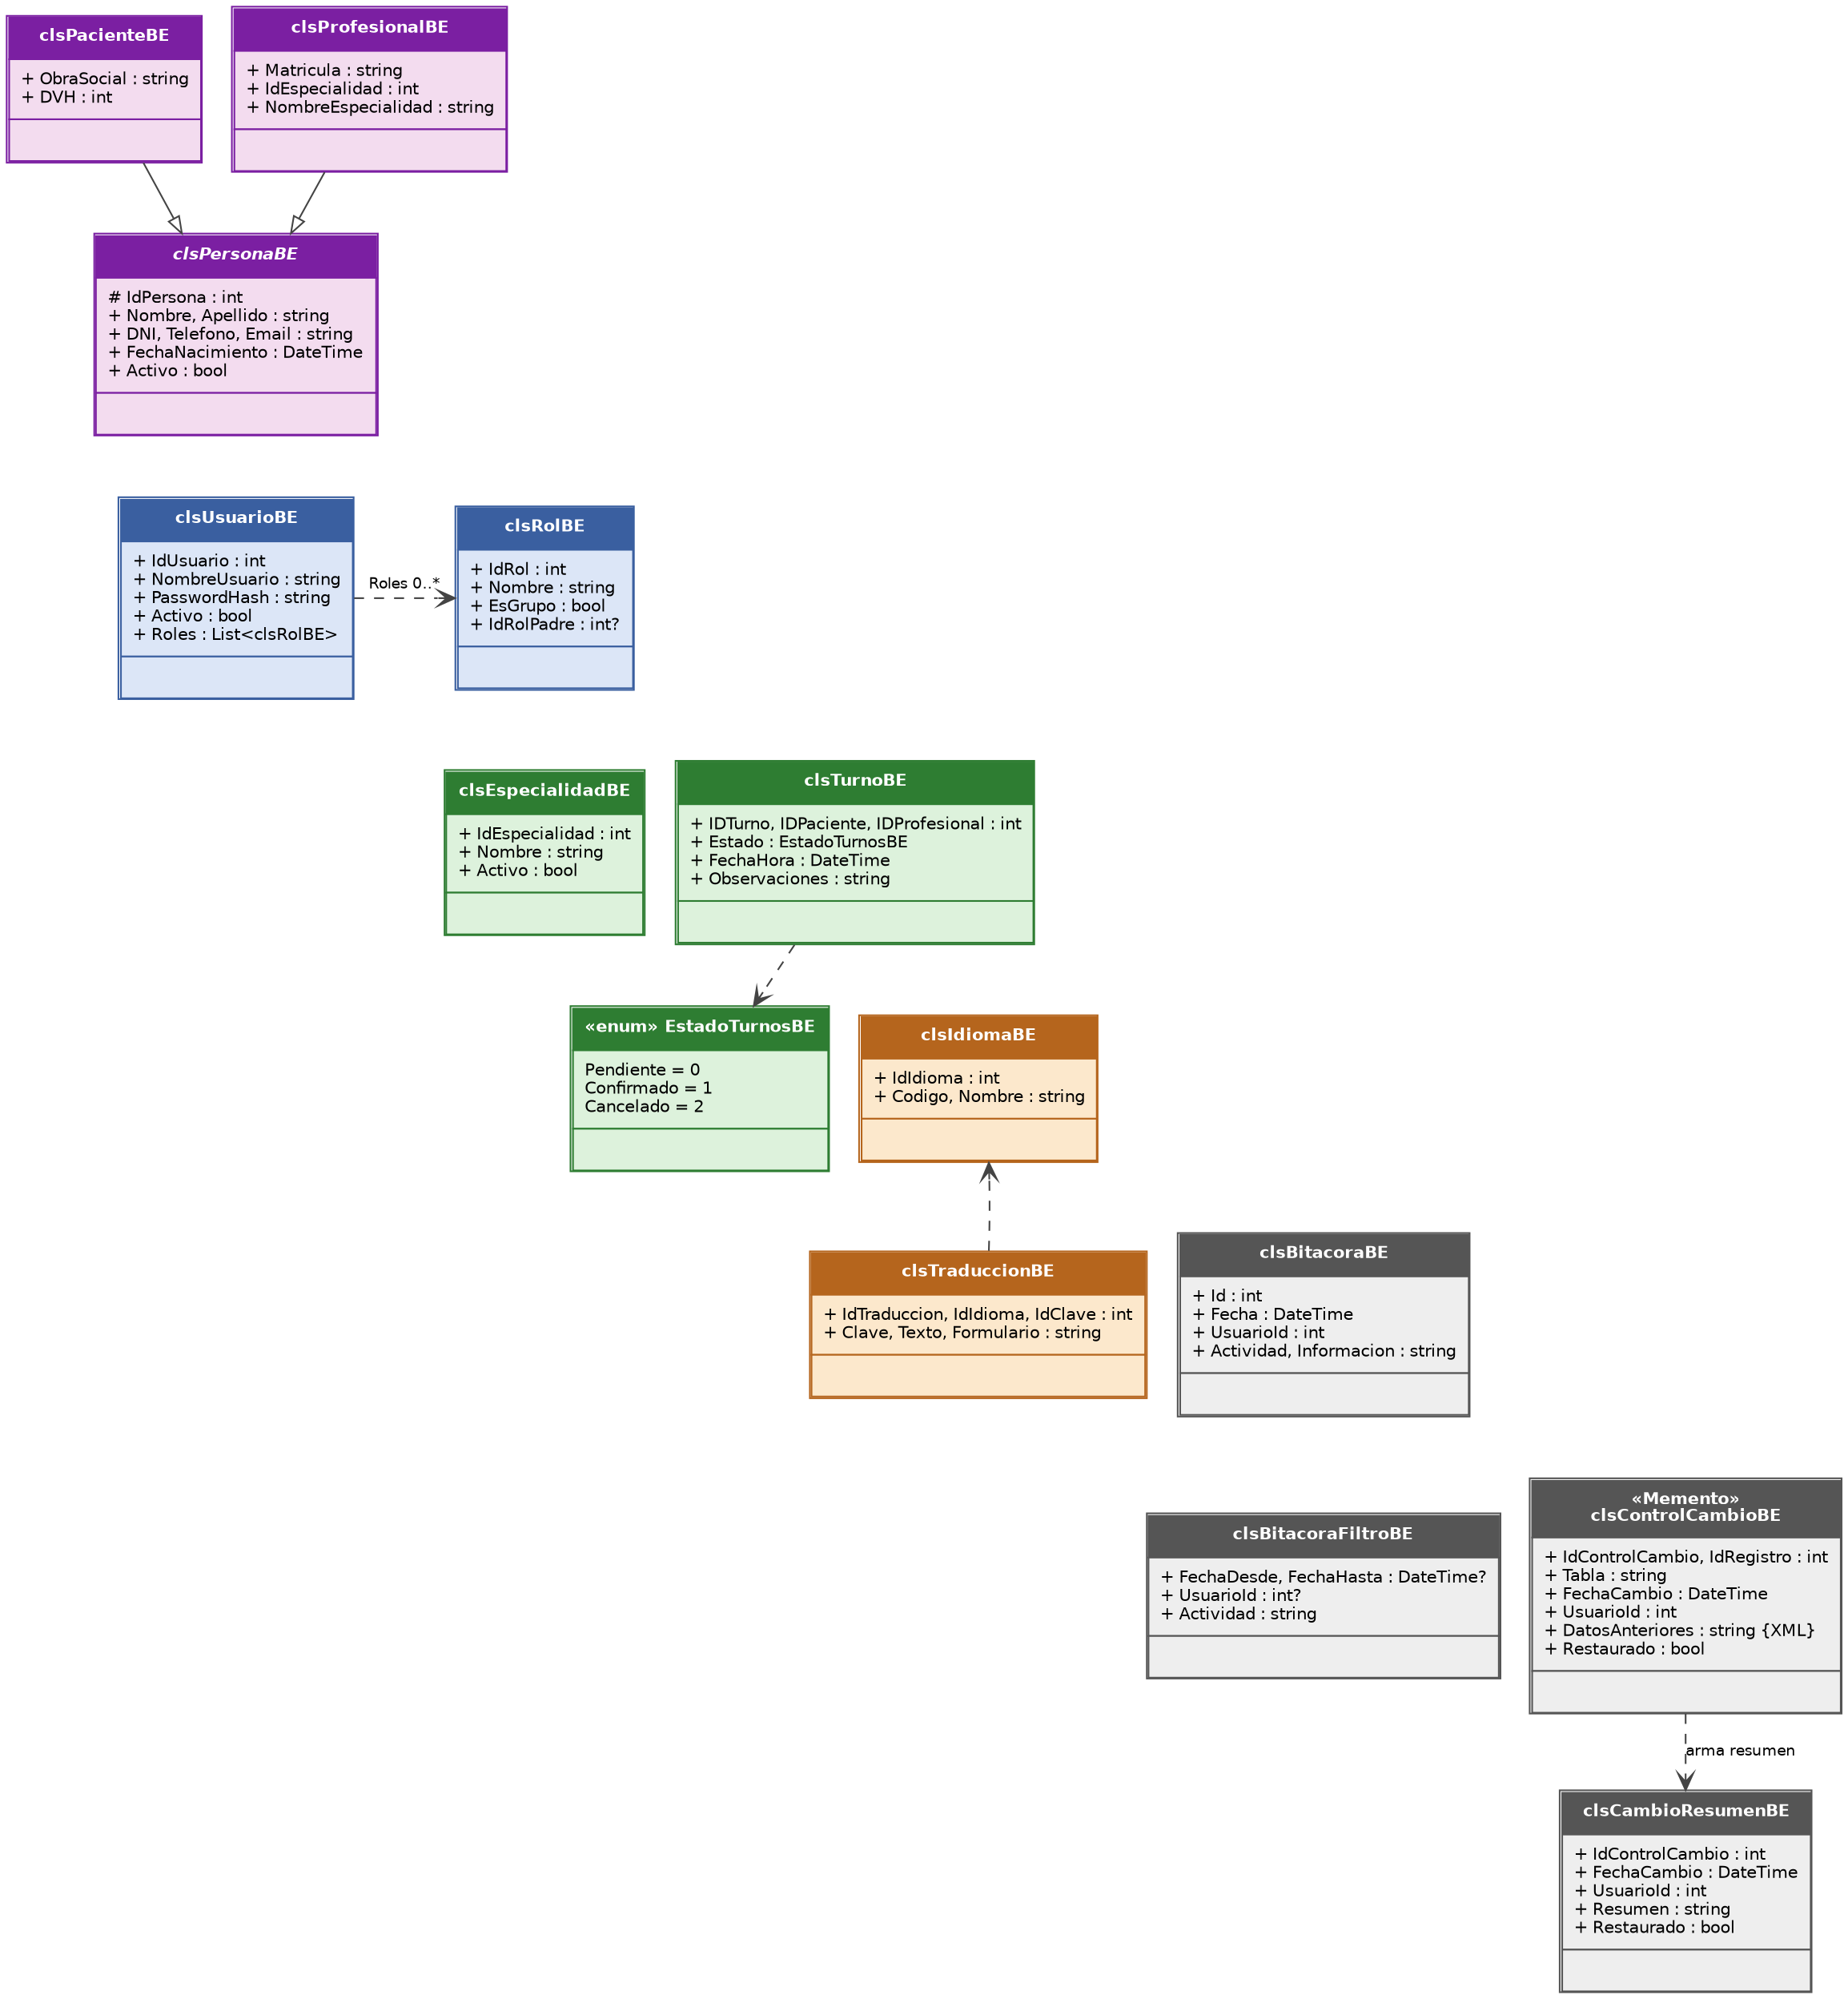 clsPacienteBE
+ ObraSocial : string
+ DVH : int
clsProfesionalBE
+ Matricula : string
+ IdEspecialidad : int
+ NombreEspecialidad : string
clsPersonaBE
# IdPersona : int
+ Nombre, Apellido : string
+ DNI, Telefono, Email : string
+ FechaNacimiento : DateTime
+ Activo : bool
clsUsuarioBE
+ IdUsuario : int
+ NombreUsuario : string
+ PasswordHash : string
+ Activo : bool
+ Roles : List<clsRolBE>
Roles 0..*
clsRolBE
+ IdRol : int
+ Nombre : string
+ EsGrupo : bool
+ IdRolPadre : int?
clsEspecialidadBE
+ IdEspecialidad : int
+ Nombre : string
+ Activo : bool
clsTurnoBE
+ IDTurno, IDPaciente, IDProfesional : int
+ Estado : EstadoTurnosBE
+ FechaHora : DateTime
+ Observaciones : string
«enum» EstadoTurnosBE
Pendiente = 0
Confirmado = 1
Cancelado = 2
clsIdiomaBE
+ IdIdioma : int
+ Codigo, Nombre : string
clsTraduccionBE
+ IdTraduccion, IdIdioma, IdClave : int
+ Clave, Texto, Formulario : string
clsBitacoraBE
+ Id : int
+ Fecha : DateTime
+ UsuarioId : int
+ Actividad, Informacion : string
clsBitacoraFiltroBE
+ FechaDesde, FechaHasta : DateTime?
+ UsuarioId : int?
+ Actividad : string
«Memento»
clsControlCambioBE
+ IdControlCambio, IdRegistro : int
+ Tabla : string
+ FechaCambio : DateTime
+ UsuarioId : int
+ DatosAnteriores : string {XML}
+ Restaurado : bool
arma resumen
clsCambioResumenBE
+ IdControlCambio : int
+ FechaCambio : DateTime
+ UsuarioId : int
+ Resumen : string
+ Restaurado : bool